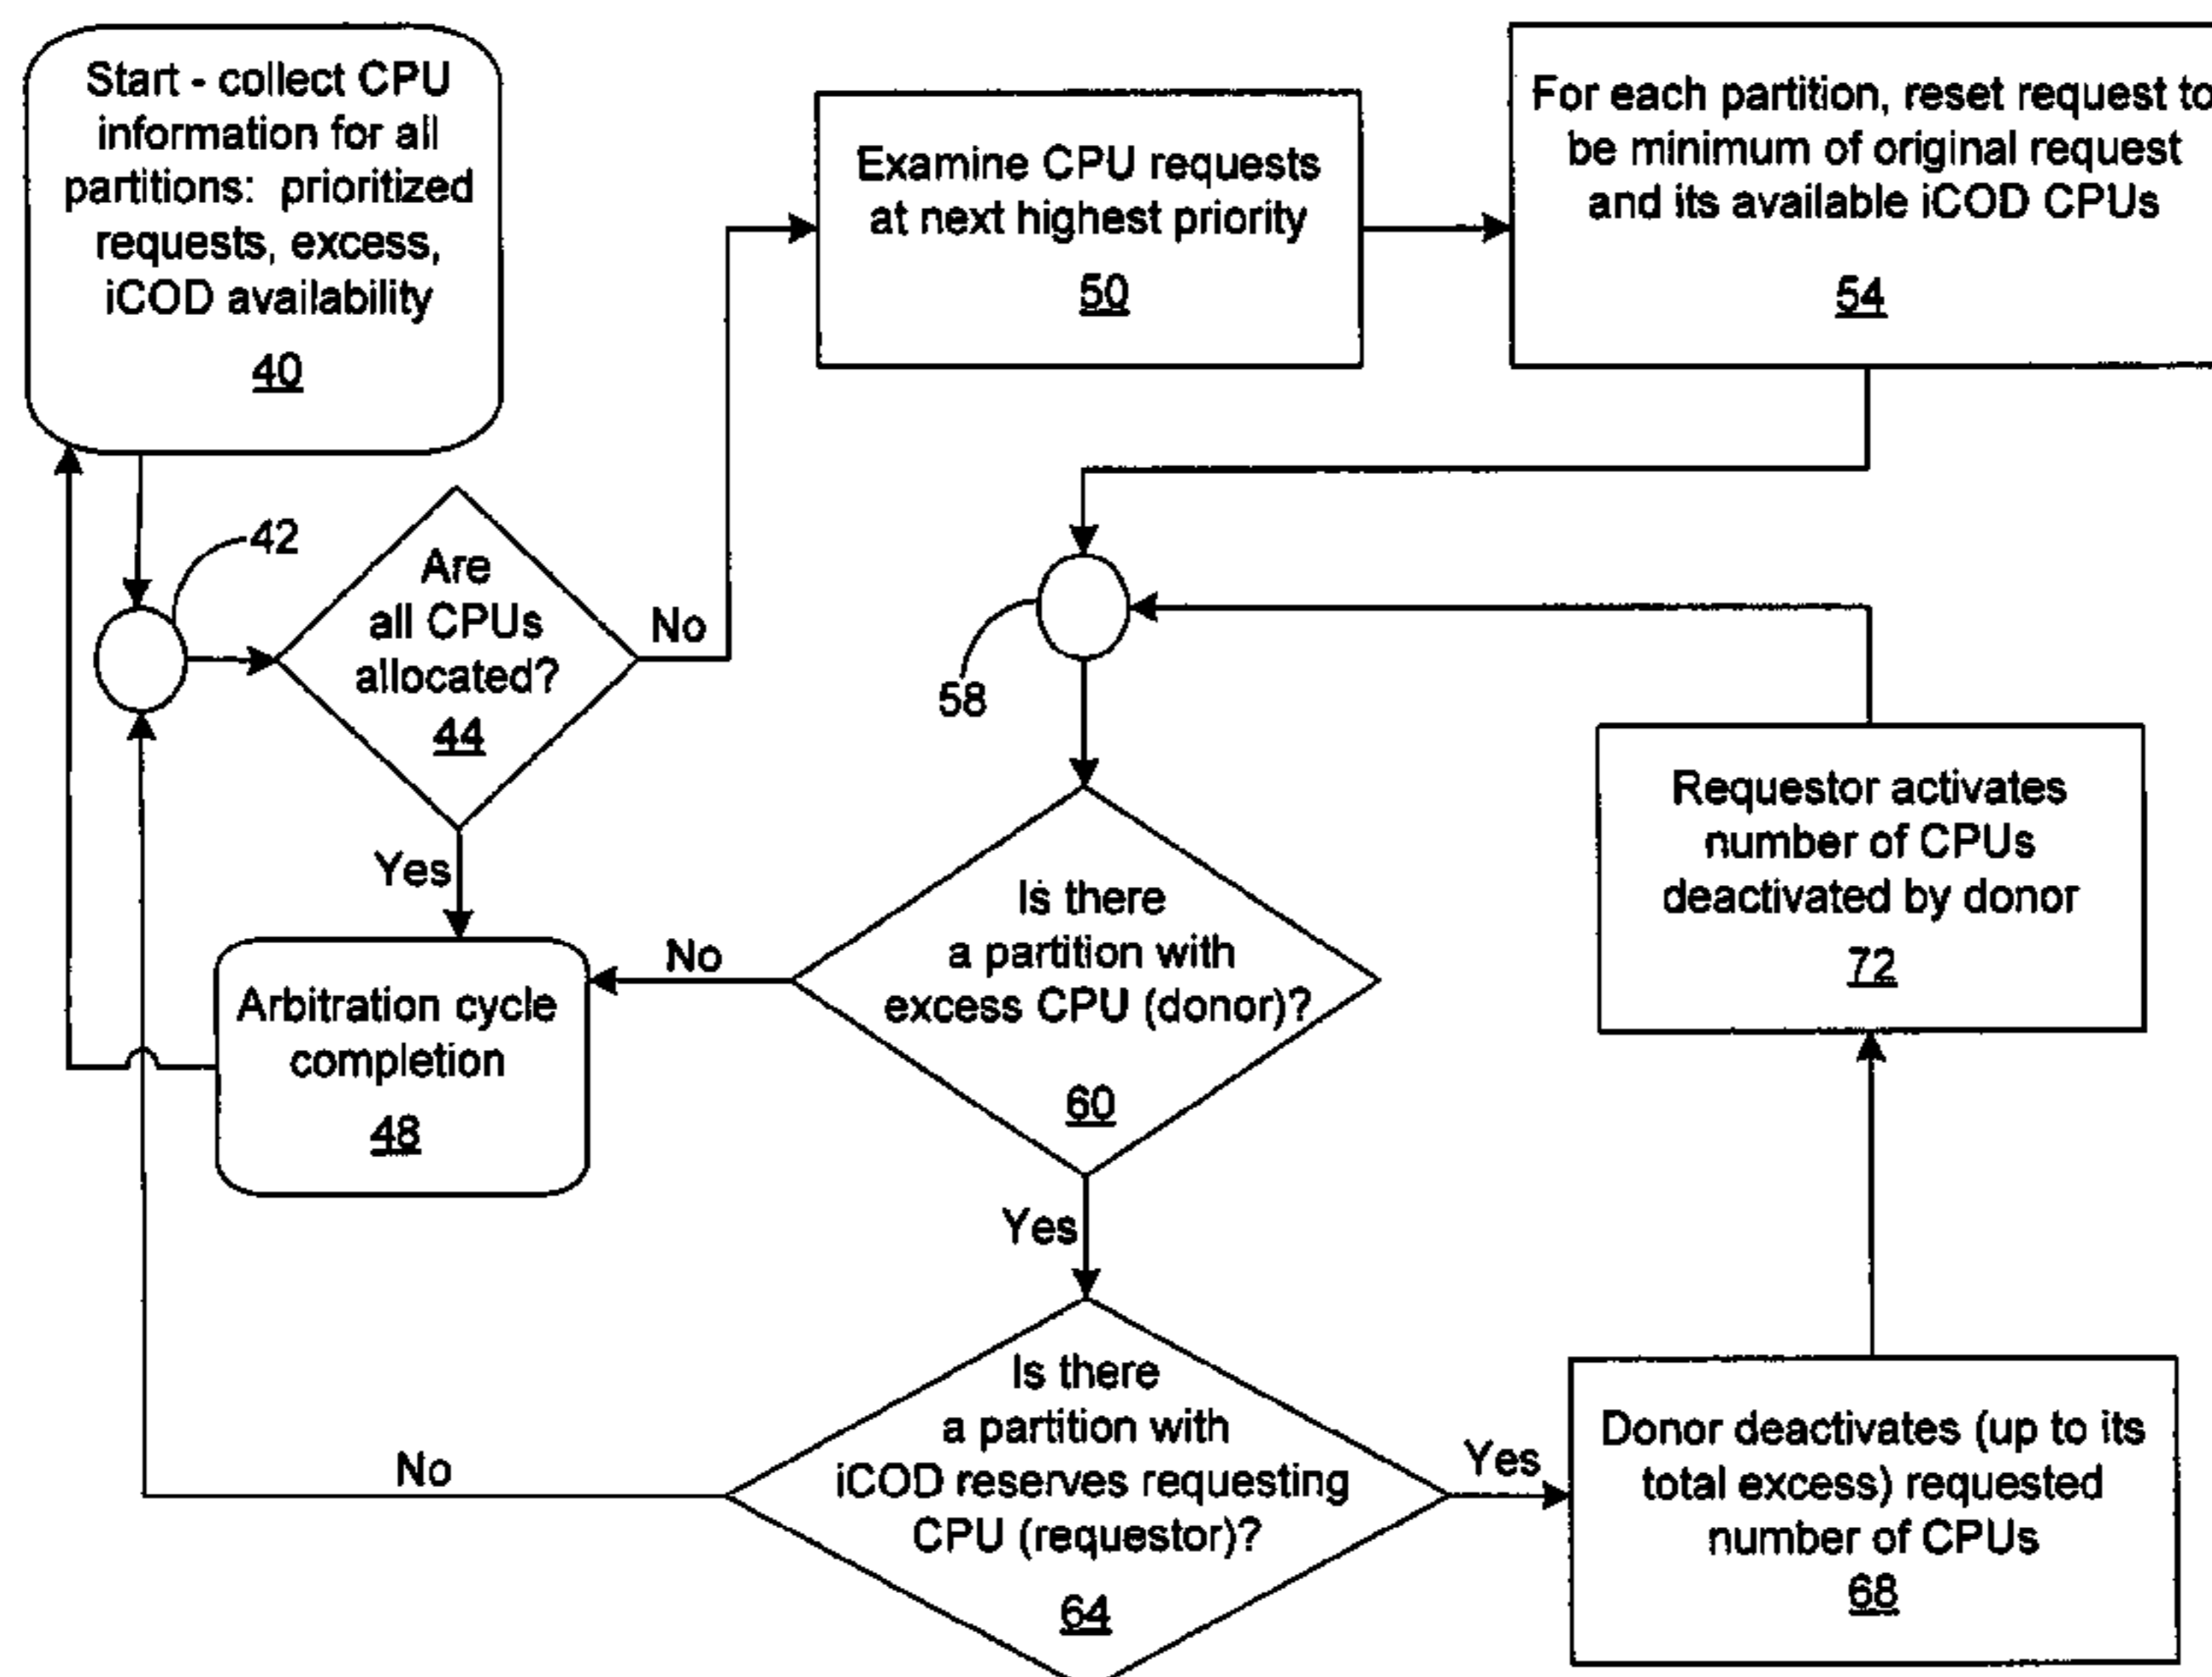 Start - collect CPU
information for all
partitions: prioritized
requests, excess,
iCOD availability
40
Examine CPU requests
at next highest priority
50
For each partition, reset request to
be minimum of original request
and its available iCOD CPUs
54
42
Are
all CPUs
allocated?
44
No
Yes
58
Arbitration cycle
completion
48
No
Is there
a partition with
excess CPU (donor)?
60
Yes
Requestor activates
number of CPUs
deactivated by donor
72
Is there
a partition with
iCOD reserves requesting
CPU (requestor)?
64
No
Yes
Donor deactivates (up to its
total excess) requested
number of CPUs
68